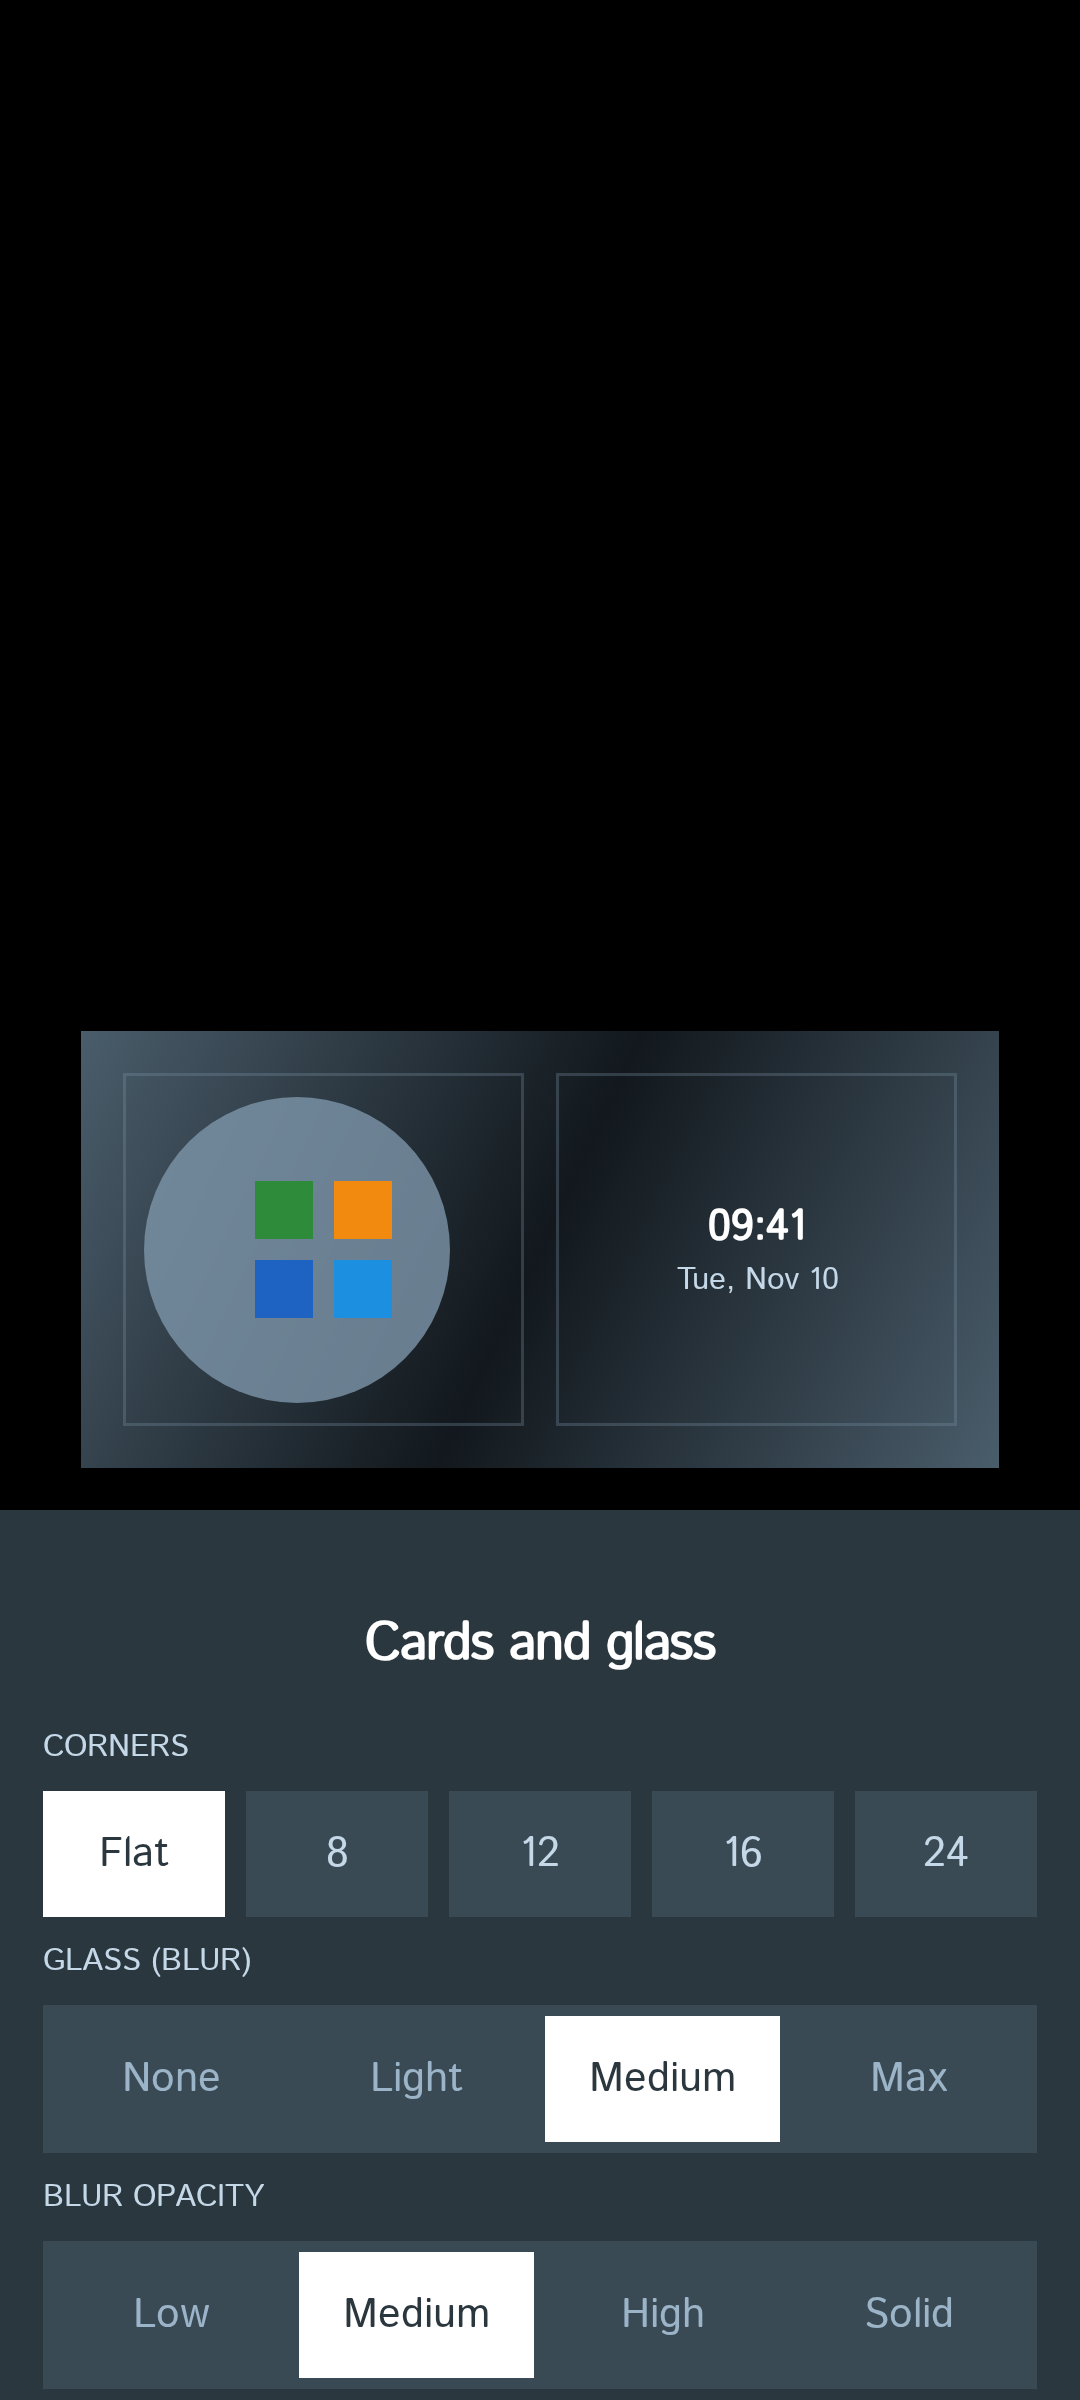 09:41
Tue, Nov 10
Cards and glass
CORNERS
Flat 8 12 16 24
GLASS (BLUR)
None Light Medium Max
BLUR OPACITY
Low Medium High Solid